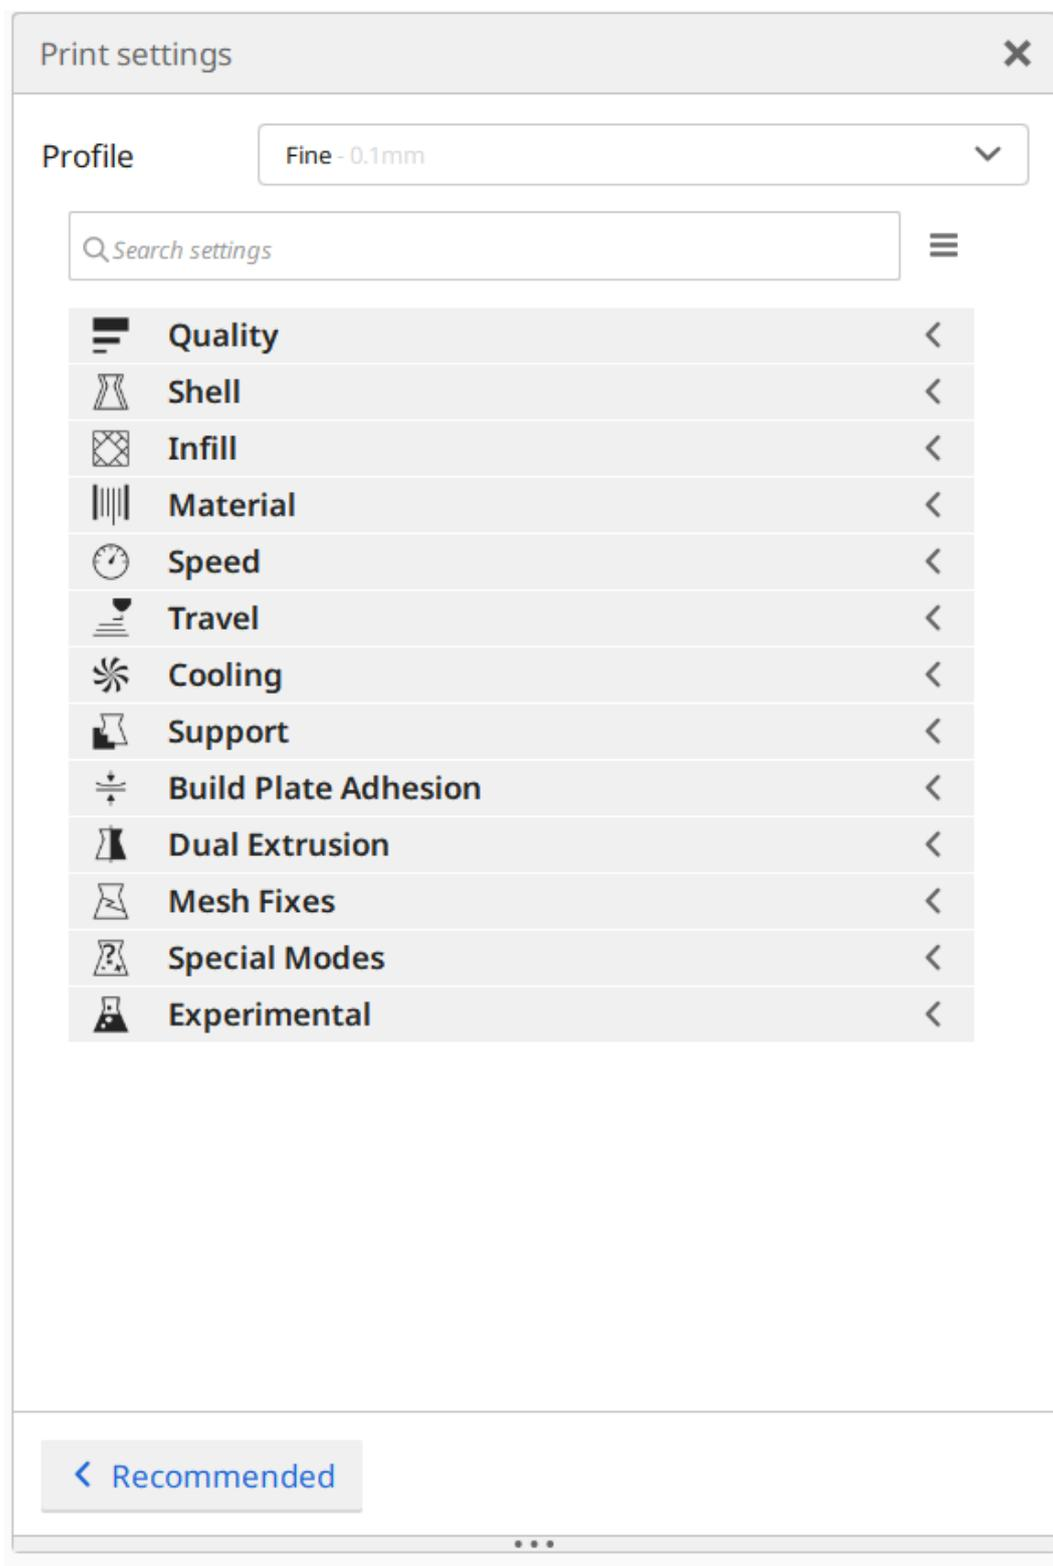 Print settings
Profile
Fine - 0.1mm
Search settings
Quality
Shell
Infill
Material
Speed
Travel
Cooling
Support
Build Plate Adhesion
Dual Extrusion
Mesh Fixes
Special Modes
Experimental
Recommended